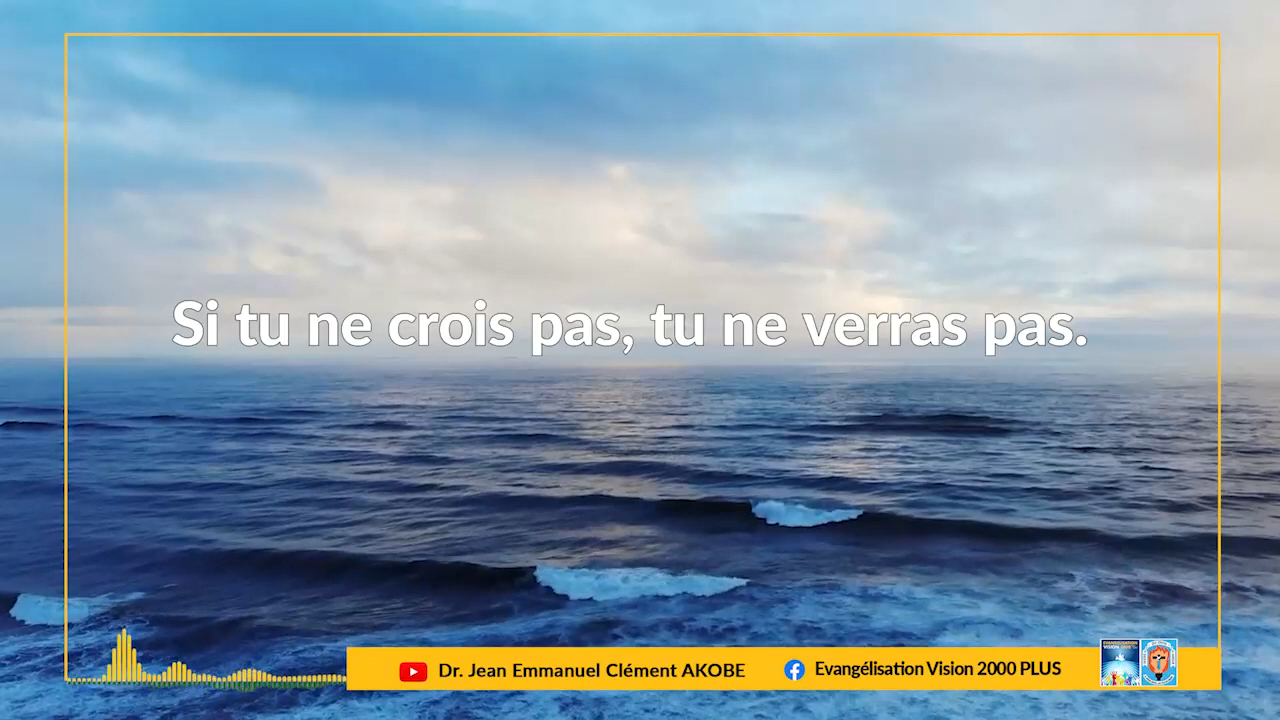 Si tu ne crois pas, tu ne verras pas.
Dr. Jean Emmanuel Clément AKOBE
Evangélisation Vision 2000 PLUS